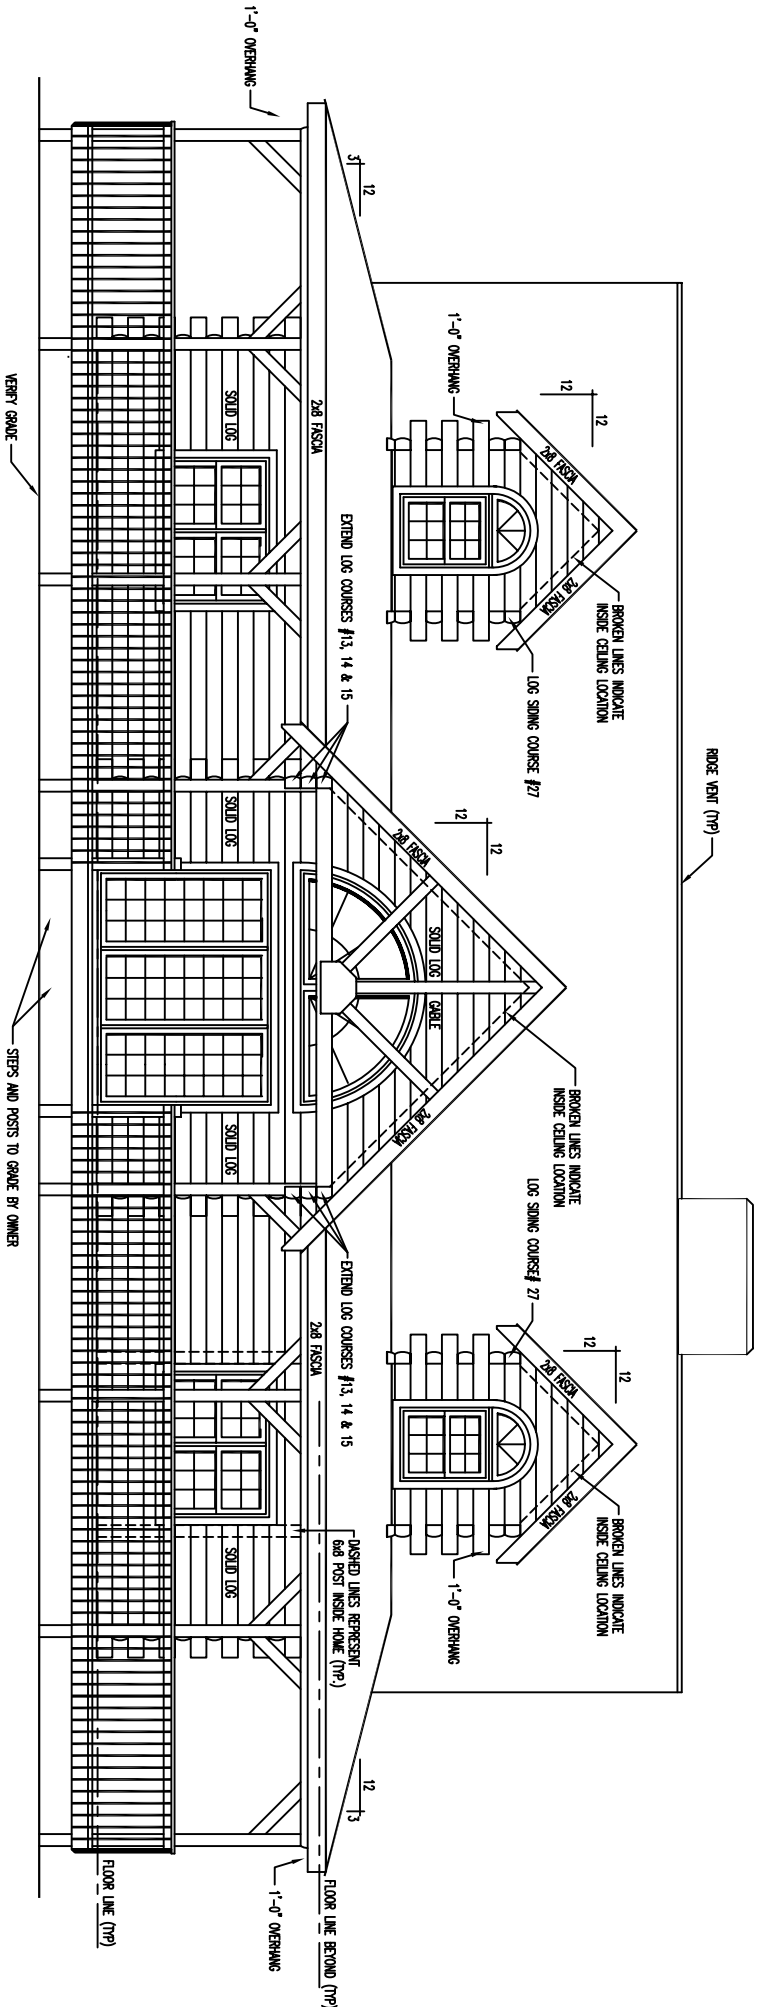 RIDGE VENT (TYP)
12
12
2x8 FASCIA
2x8 FASCIA
BROKEN LINES INDICATE
INSIDE CEILING LOCATION
1'-0" OVERHANG
LOG SIDING COURSE #27
12
12
2x8 FASCIA
2x8 FASCIA
SOLID LOG
GABLE
BROKEN LINES INDICATE
INSIDE CEILING LOCATION
LOG SIDING COURSE# 27
12
12
2x8 FASCIA
2x8 FASCIA
BROKEN LINES INDICATE
INSIDE CEILING LOCATION
1'-0" OVERHANG
3
12
12
3
EXTEND LOG COURSES #13, 14 & 15
EXTEND LOG COURSES #13, 14 & 15
DASHED LINES REPRESENT
6x8 POST INSIDE HOME (TYP.)
2x8 FASCIA
2x8 FASCIA
FLOOR LINE BEYOND (TYP)
1'-0" OVERHANG
1'-0" OVERHANG
SOLID LOG
SOLID LOG
SOLID LOG
SOLID LOG
FLOOR LINE (TYP)
VERIFY GRADE
STEPS AND POSTS TO GRADE BY OWNER